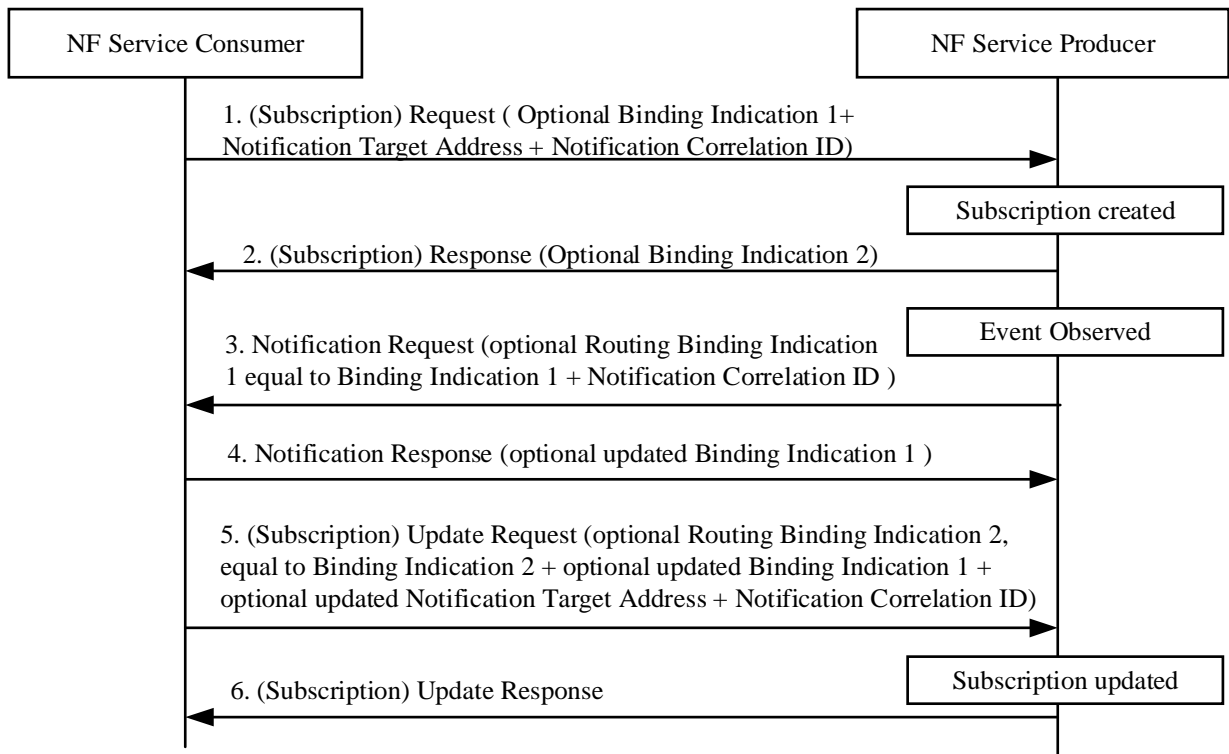 NF Service Consumer
NF Service Producer
1. (Subscription) Request ( Optional Binding Indication 1+
Notification Target Address + Notification Correlation ID)
Subscription created
2. (Subscription) Response (Optional Binding Indication 2)
Event Observed
3. Notification Request (optional Routing Binding Indication
1 equal to Binding Indication 1 + Notification Correlation ID )
4. Notification Response (optional updated Binding Indication 1 )
5. (Subscription) Update Request (optional Routing Binding Indication 2,
equal to Binding Indication 2 + optional updated Binding Indication 1 +
optional updated Notification Target Address + Notification Correlation ID)
Subscription updated
6. (Subscription) Update Response